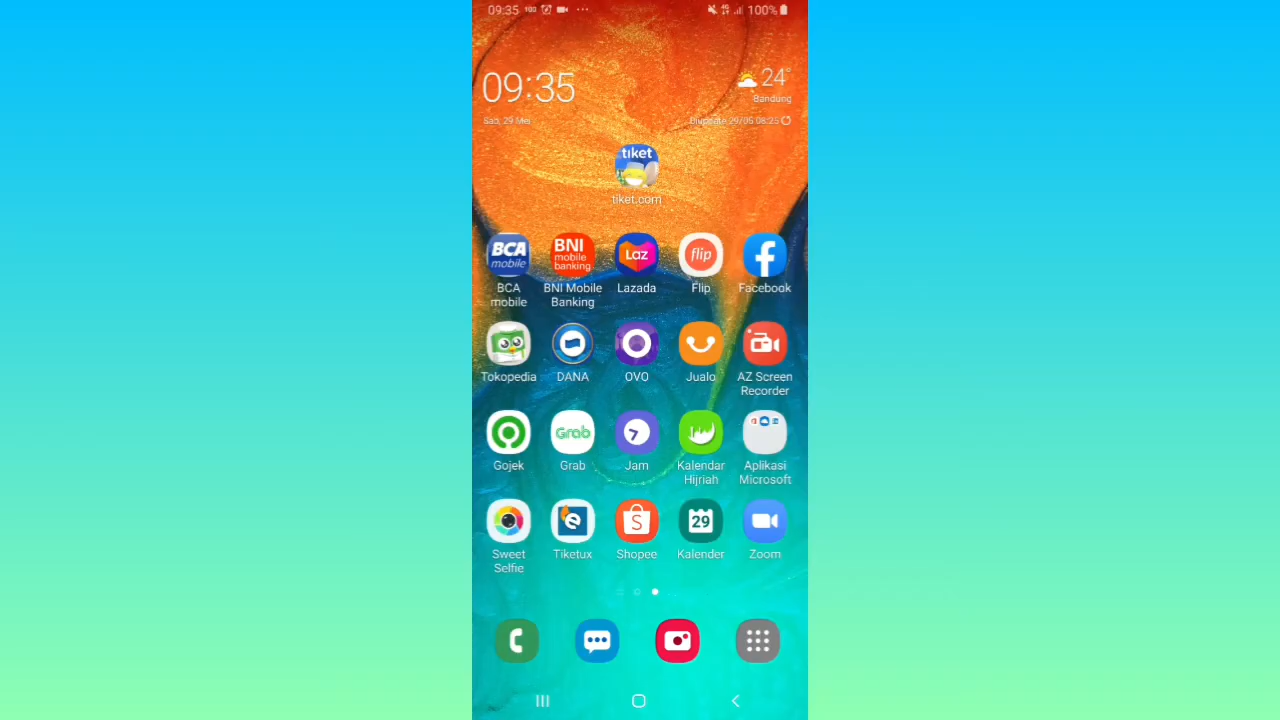 09:35 100%
09:35
24°
Bandung
Sab, 29 Mei
Diupdate 29/05 08:25
tiket
tiket.com
BCA mobile
BNI mobile banking
Laz
flip
BCA mobile
BNI Mobile Banking
Lazada
Flip
Facebook
Tokopedia
DANA
OVO
Jualo
AZ Screen Recorder
Grab
Gojek
Grab
Jam
Kalendar Hijriah
Aplikasi Microsoft
29
Sweet Selfie
Tiketux
Shopee
Kalender
Zoom